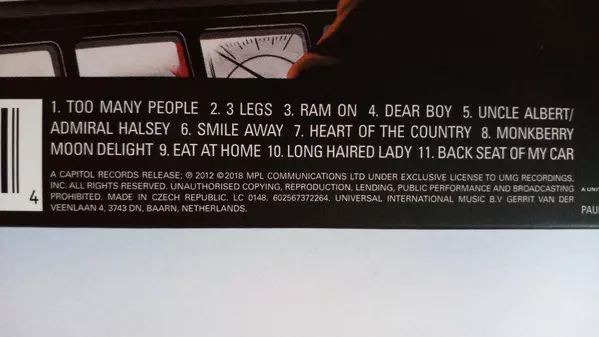 1. TOO MANY PEOPLE 2. 3 LEGS 3. RAM ON 4. DEAR BOY 5. UNCLE ALBERT/
ADMIRAL HALSEY 6. SMILE AWAY 7. HEART OF THE COUNTRY 8. MONKBERRY
MOON DELIGHT 9. EAT AT HOME 10. LONG HAIRED LADY 11. BACK SEAT OF MY CAR
A CAPITOL RECORDS RELEASE; ℗ 2012 © 2018 MPL COMMUNICATIONS LTD UNDER EXCLUSIVE LICENSE TO UMG RECORDINGS,
INC. ALL RIGHTS RESERVED. UNAUTHORISED COPYING, REPRODUCTION, LENDING, PUBLIC PERFORMANCE AND BROADCASTING
PROHIBITED. MADE IN CZECH REPUBLIC. LC 0148. 602567372264. UNIVERSAL INTERNATIONAL MUSIC B.V GERRIT VAN DER
VEENLAAN 4, 3743 DN, BAARN, NETHERLANDS.
4
A UNI
PAUL